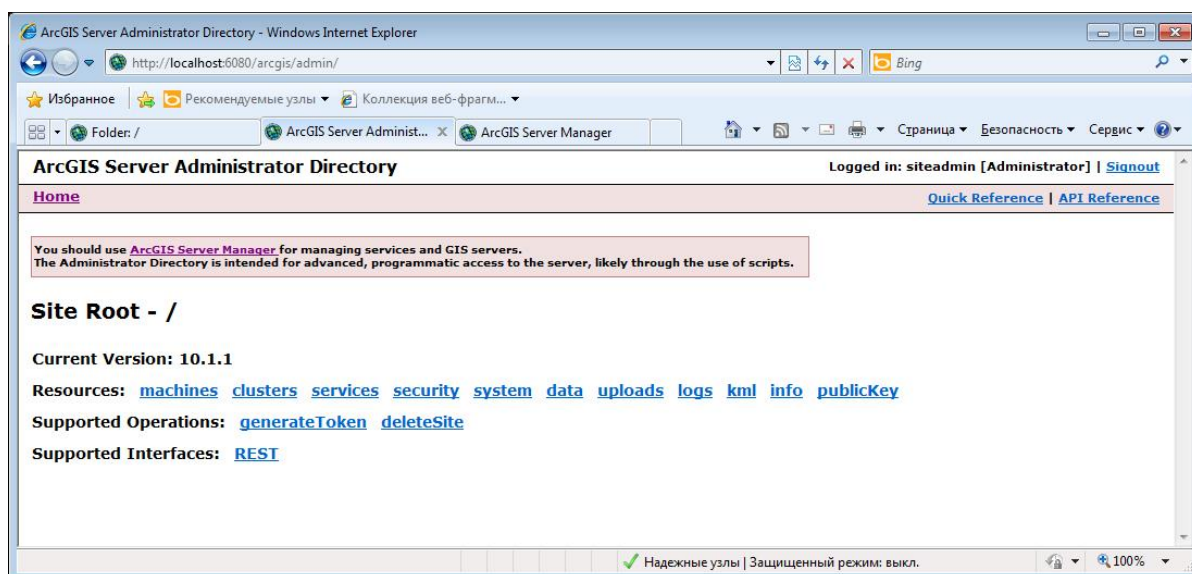 ArcGIS Server Administrator Directory - Windows Internet Explorer
http://localhost:6080/arcgis/admin/
Bing
Избранное Рекомендуемые узлы Коллекция веб-фрагм...
Folder: / ArcGIS Server Administ... ArcGIS Server Manager Страница Безопасность Сервис
ArcGIS Server Administrator Directory Logged in: siteadmin [Administrator] | Signout
Home Quick Reference | API Reference
You should use ArcGIS Server Manager for managing services and GIS servers.
The Administrator Directory is intended for advanced, programmatic access to the server, likely through the use of scripts.
Site Root - /
Current Version: 10.1.1
Resources: machines clusters services security system data uploads logs kml info publicKey
Supported Operations: generateToken deleteSite
Supported Interfaces: REST
Надежные узлы | Защищенный режим: выкл. 100%